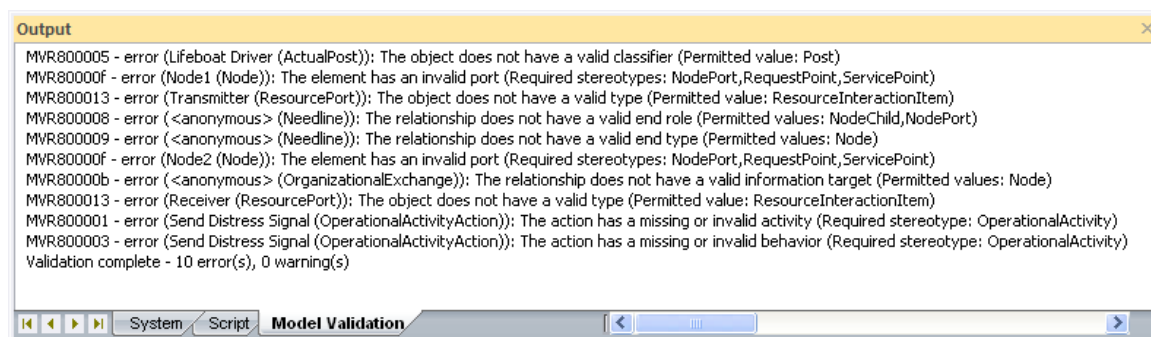 Output
MVR800005 - error (Lifeboat Driver (ActualPost)): The object does not have a valid classifier (Permitted value: Post)
MVR80000f - error (Node1 (Node)): The element has an invalid port (Required stereotypes: NodePort,RequestPoint,ServicePoint)
MVR800013 - error (Transmitter (ResourcePort)): The object does not have a valid type (Permitted value: ResourceInteractionItem)
MVR800008 - error (<anonymous> (Needline)): The relationship does not have a valid end role (Permitted values: NodeChild,NodePort)
MVR800009 - error (<anonymous> (Needline)): The relationship does not have a valid end type (Permitted values: Node)
MVR80000f - error (Node2 (Node)): The element has an invalid port (Required stereotypes: NodePort,RequestPoint,ServicePoint)
MVR80000b - error (<anonymous> (OrganizationalExchange)): The relationship does not have a valid information target (Permitted values: Node)
MVR800013 - error (Receiver (ResourcePort)): The object does not have a valid type (Permitted value: ResourceInteractionItem)
MVR800001 - error (Send Distress Signal (OperationalActivityAction)): The action has a missing or invalid activity (Required stereotype: OperationalActivity)
MVR800003 - error (Send Distress Signal (OperationalActivityAction)): The action has a missing or invalid behavior (Required stereotype: OperationalActivity)
Validation complete - 10 error(s), 0 warning(s)
System Script Model Validation